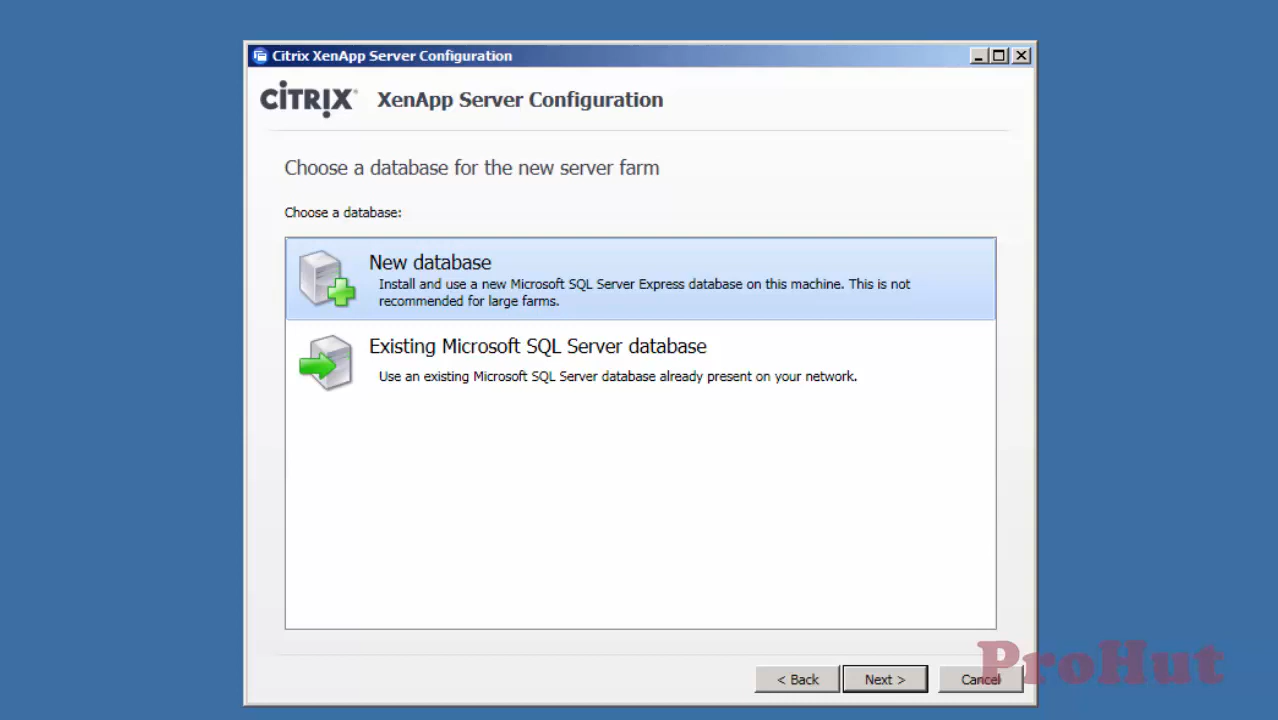 Citrix XenApp Server Configuration
CİTRIX XenApp Server Configuration
Choose a database for the new server farm
Choose a database:
New database
Install and use a new Microsoft SQL Server Express database on this machine. This is not
recommended for large farms.
Existing Microsoft SQL Server database
Use an existing Microsoft SQL Server database already present on your network.
< Back Next > Cancel
ProHut